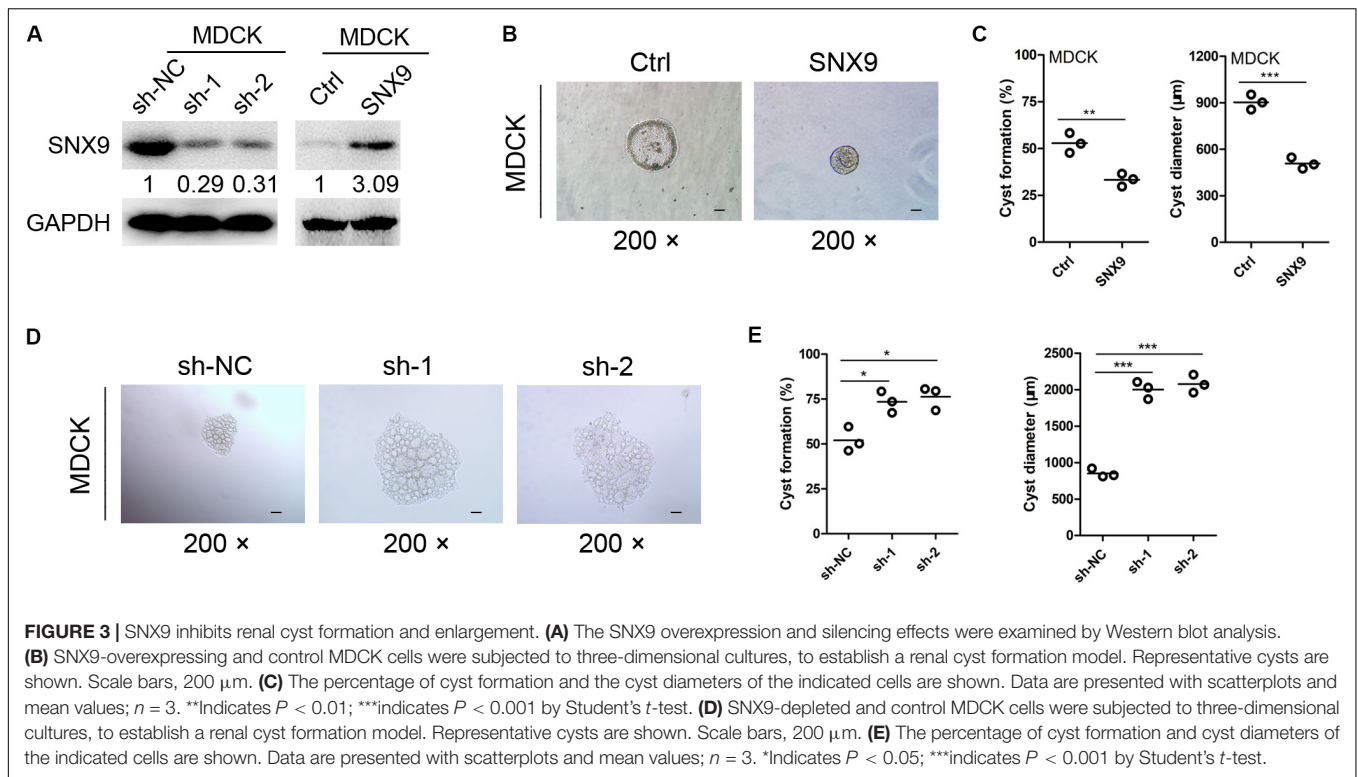 A
MDCK
MDCK
sh-NC
sh-1
sh-2
Ctrl
SNX9
SNX9
1 0.29 0.31
1 3.09
GAPDH
B
Ctrl
SNX9
MDCK
200 ×
200 ×
C
MDCK
Cyst formation (%)
100
75
50
25
0
**
Ctrl
SNX9
MDCK
Cyst diameter (μm)
1200
900
600
300
0
***
Ctrl
SNX9
D
sh-NC
sh-1
sh-2
MDCK
200 ×
200 ×
200 ×
E
Cyst formation (%)
100
75
50
25
0
*
*
sh-NC
sh-1
sh-2
Cyst diameter (μm)
2500
2000
1500
1000
500
0
***
***
sh-NC
sh-1
sh-2
FIGURE 3 | SNX9 inhibits renal cyst formation and enlargement. (A) The SNX9 overexpression and silencing effects were examined by Western blot analysis.
(B) SNX9-overexpressing and control MDCK cells were subjected to three-dimensional cultures, to establish a renal cyst formation model. Representative cysts are
shown. Scale bars, 200 μm. (C) The percentage of cyst formation and the cyst diameters of the indicated cells are shown. Data are presented with scatterplots and
mean values; n = 3. **Indicates P < 0.01; ***indicates P < 0.001 by Student's t-test. (D) SNX9-depleted and control MDCK cells were subjected to three-dimensional
cultures, to establish a renal cyst formation model. Representative cysts are shown. Scale bars, 200 μm. (E) The percentage of cyst formation and cyst diameters of
the indicated cells are shown. Data are presented with scatterplots and mean values; n = 3. *Indicates P < 0.05; ***indicates P < 0.001 by Student's t-test.